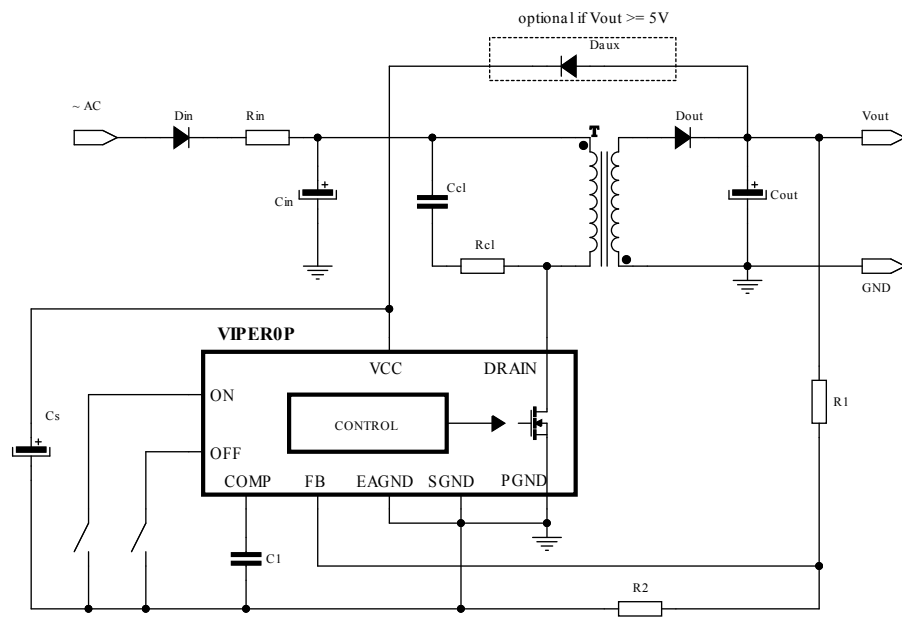 optional if Vout >= 5V
Daux
~ AC
Din
Rin
T
Dout
Vout
Ccl
Cin
Cout
Rcl
GND
VIPER0P
VCC
DRAIN
ON
R1
Cs
CONTROL
OFF
COMP
FB
EAGND
SGND
PGND
C1
R2